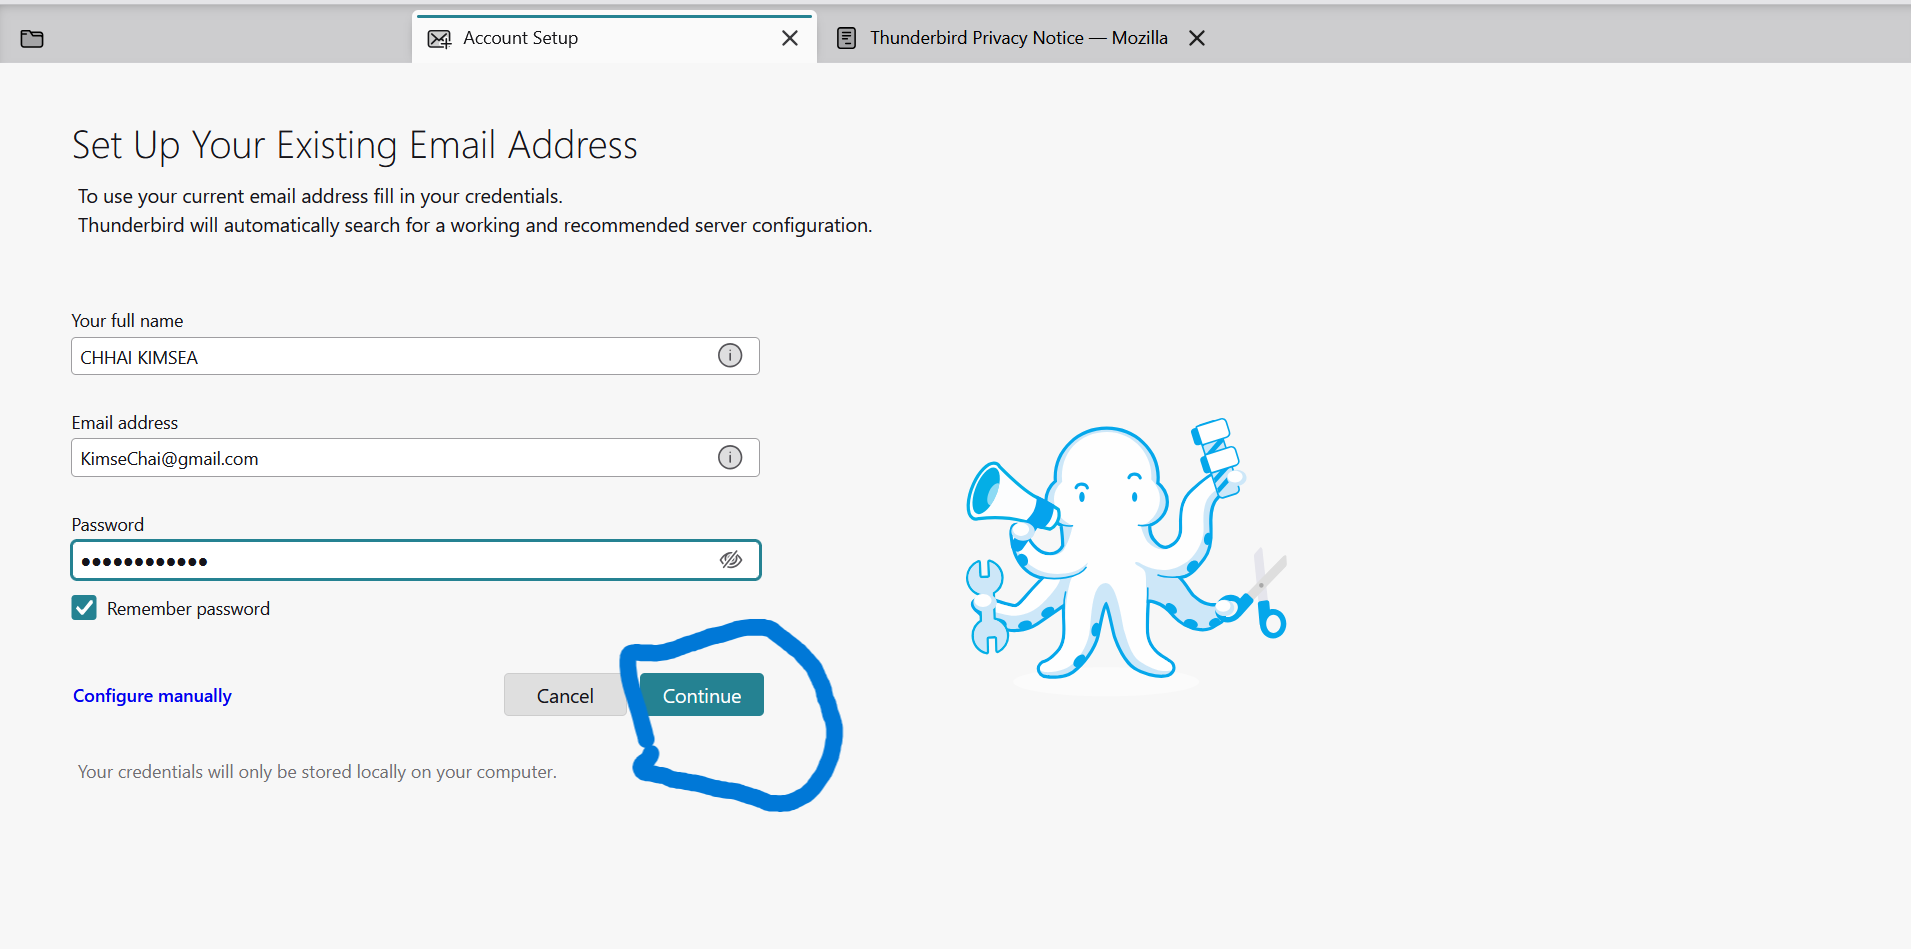 Account Setup
Thunderbird Privacy Notice — Mozilla
Set Up Your Existing Email Address
To use your current email address fill in your credentials.
Thunderbird will automatically search for a working and recommended server configuration.
Your full name
CHHAI KIMSEA
Email address
KimseChai@gmail.com
Password
Remember password
Configure manually
Cancel
Continue
Your credentials will only be stored locally on your computer.